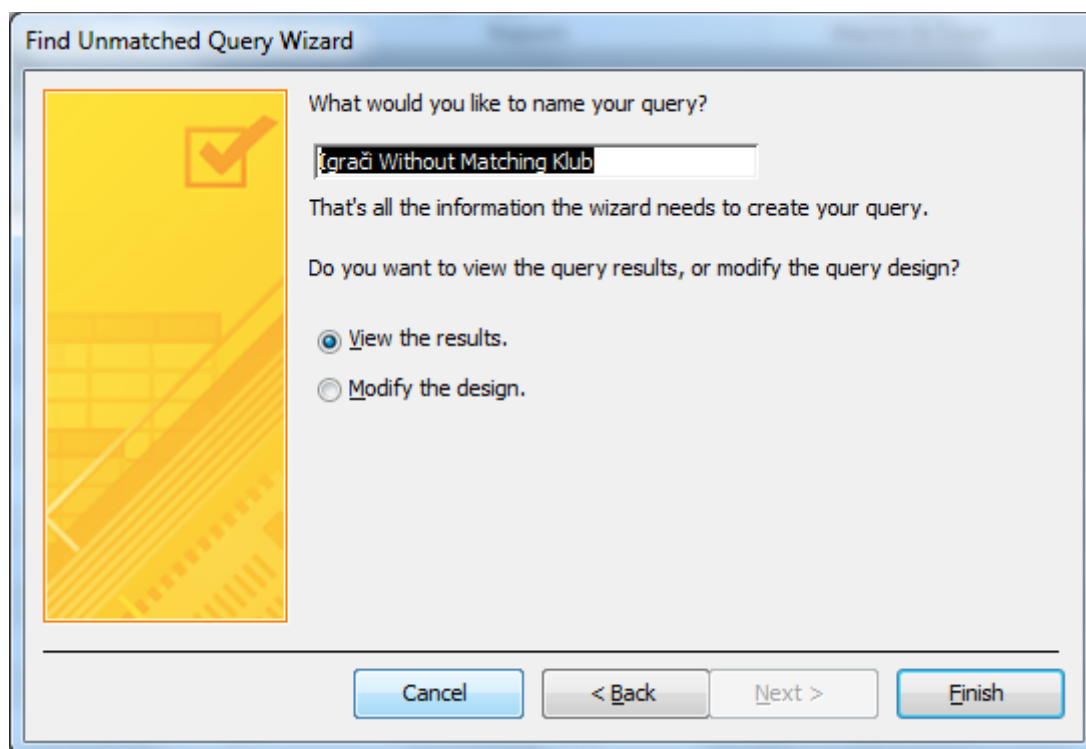 Find Unmatched Query Wizard
What would you like to name your query?
Igrači Without Matching Klub
That's all the information the wizard needs to create your query.
Do you want to view the query results, or modify the query design?
View the results.
Modify the design.
Cancel
< Back
Next >
Finish